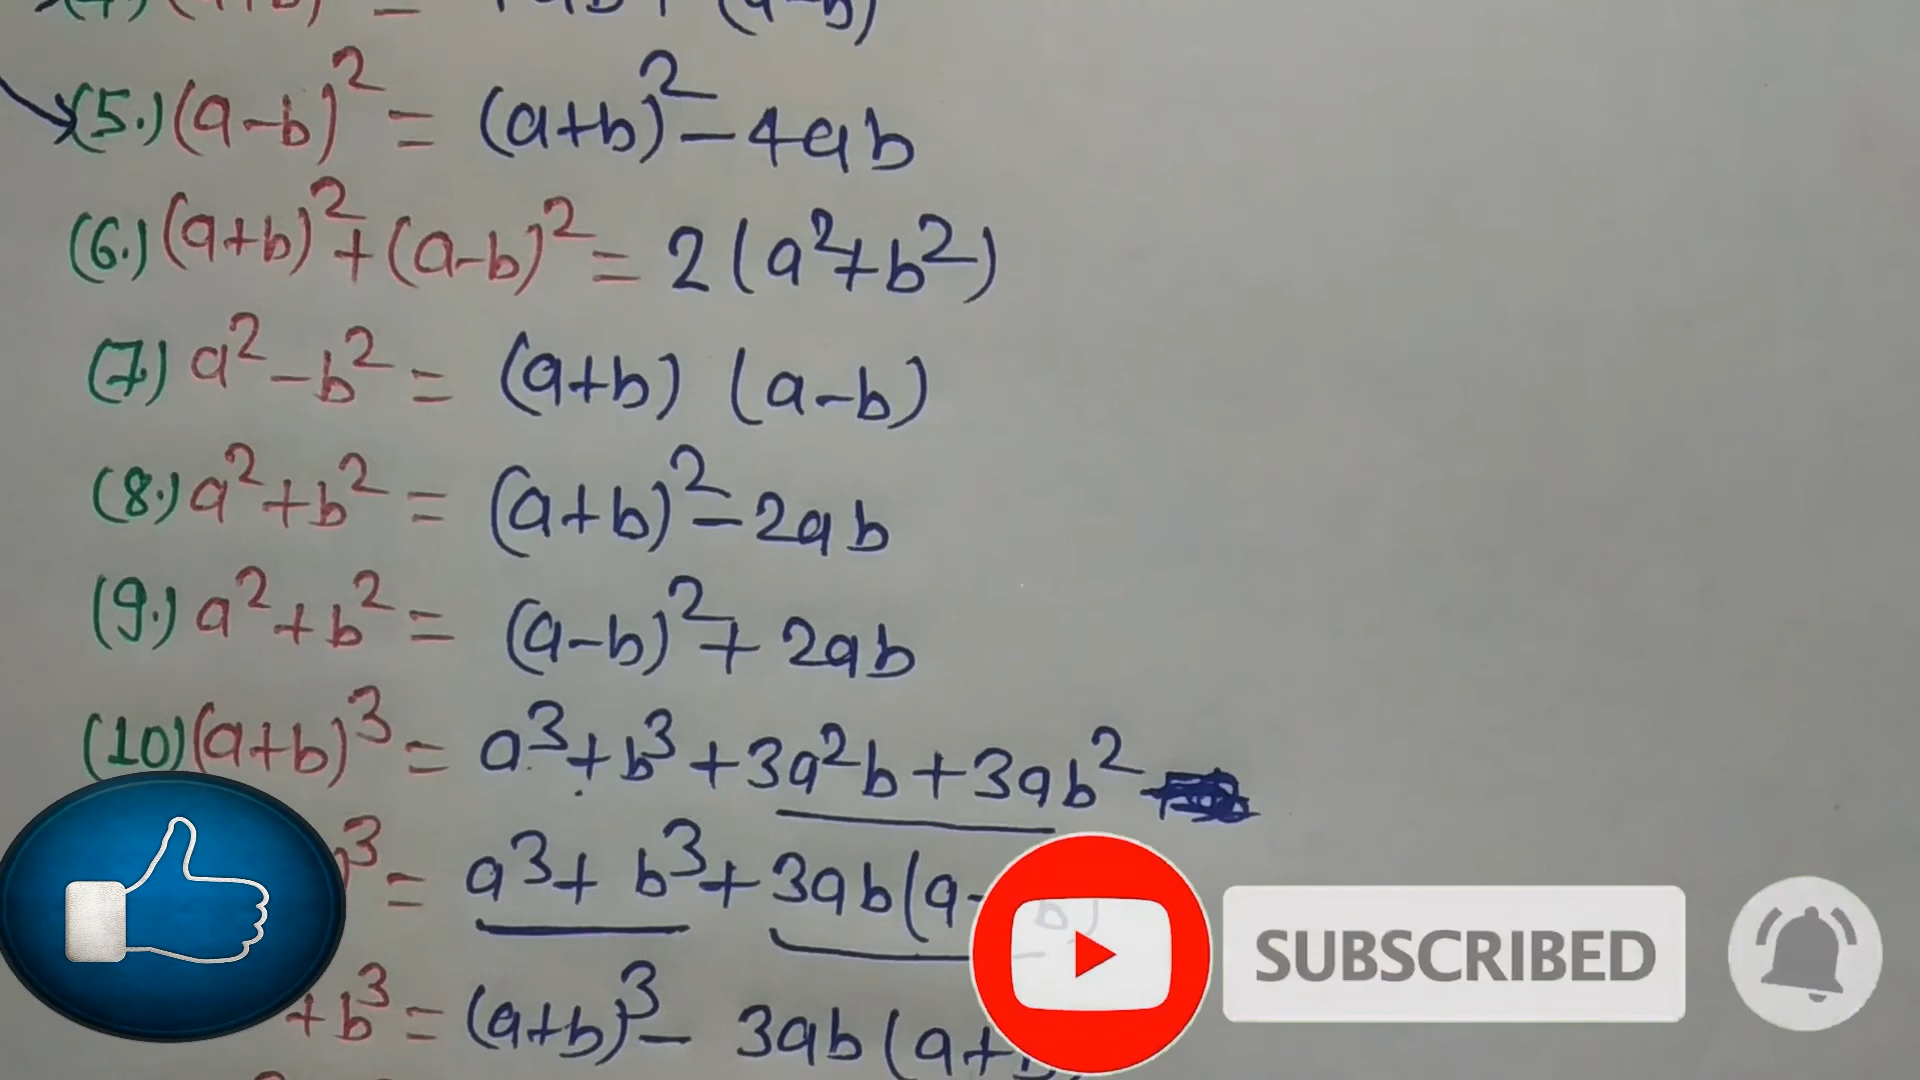 (5.) (a-b)² = (a+b)² - 4ab
(6.) (a+b)² + (a-b)² = 2(a²+b²)
(7) a² - b² = (a+b) (a-b)
(8.) a² + b² = (a+b)² - 2ab
(9.) a² + b² = (a-b)² + 2ab
(10) (a+b)³ = a³ + b³ + 3a²b + 3ab²
)³ = a³ + b³ + 3ab(a
+ b³ = (a+b)³ - 3ab(a+
SUBSCRIBED